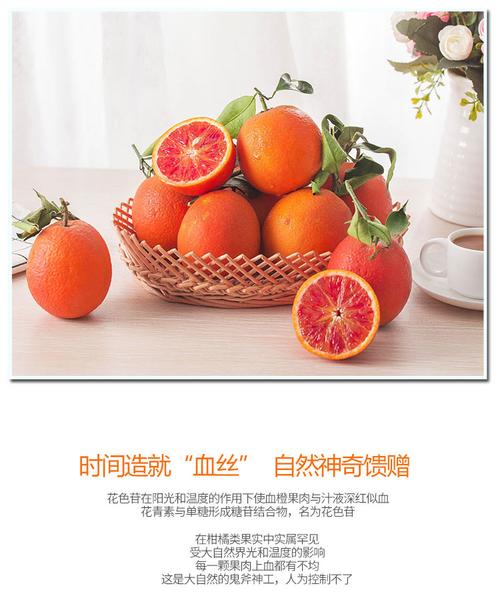 时间造就“血丝” 自然神奇馈赠
花色苷在阳光和温度的作用下使血橙果肉与汁液深红似血
花青素与单糖形成糖苷结合物，名为花色苷
在柑橘类果实中实属罕见
受大自然界光和温度的影响
每一颗果肉上血都有不均
这是大自然的鬼斧神工，人为控制不了